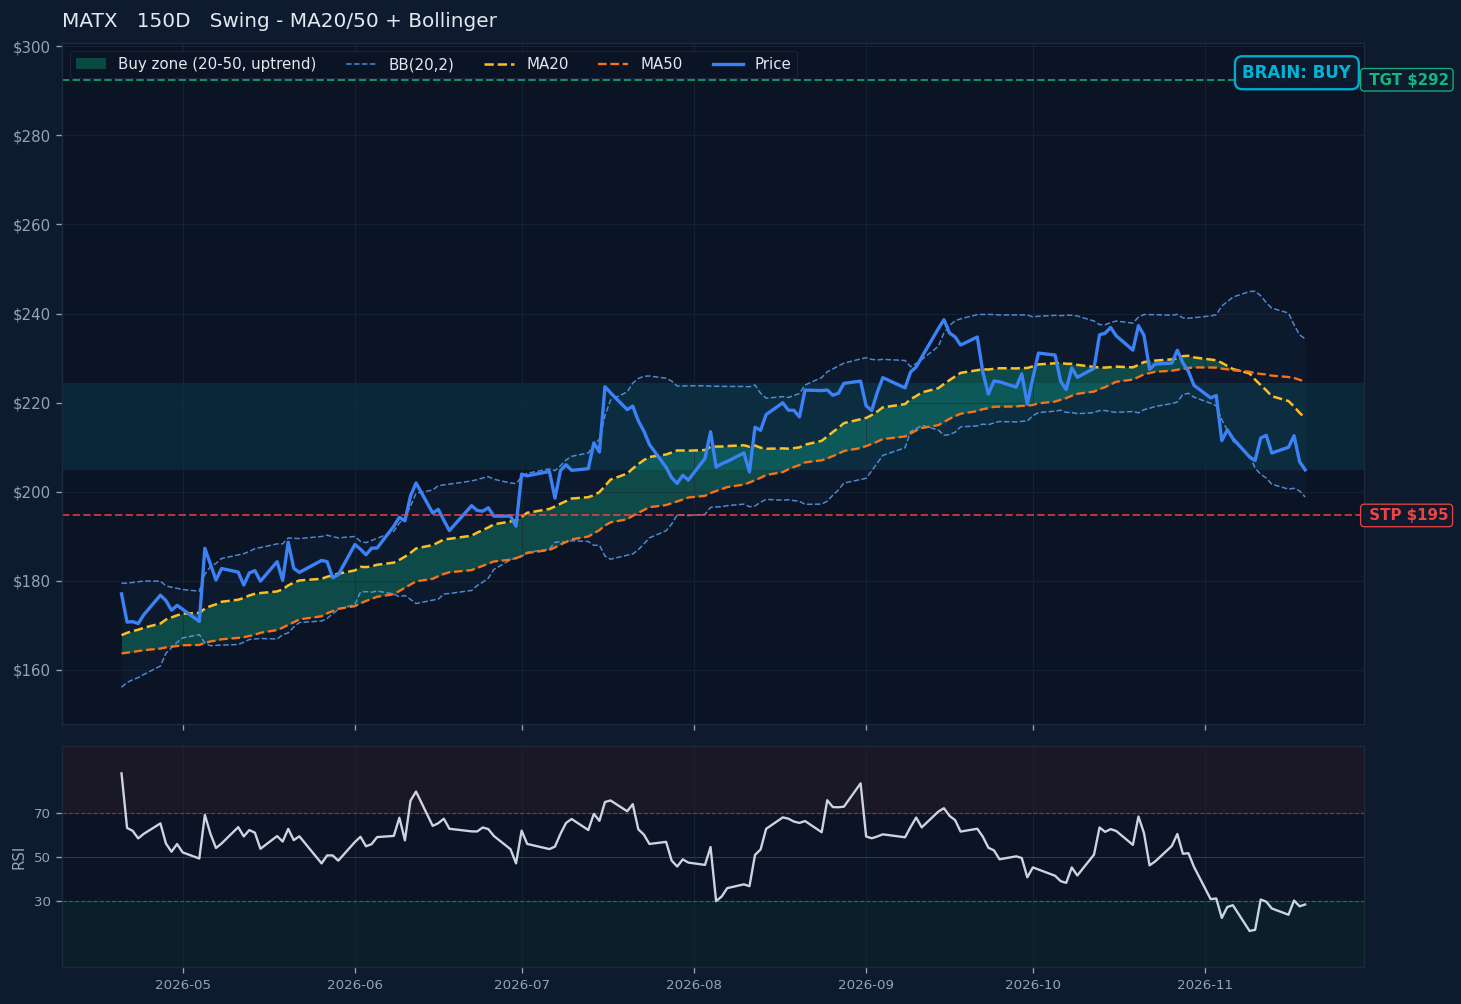 MATX 150D Swing - MA20/50 + Bollinger
$300
Buy zone (20-50, uptrend) BB(20,2) MA20 MA50 Price
BRAIN: BUY
TGT $292
$280
$260
$240
$220
$200
STP $195
$180
$160
70
50
30
RSI
2026-05 2026-06 2026-07 2026-08 2026-09 2026-10 2026-11